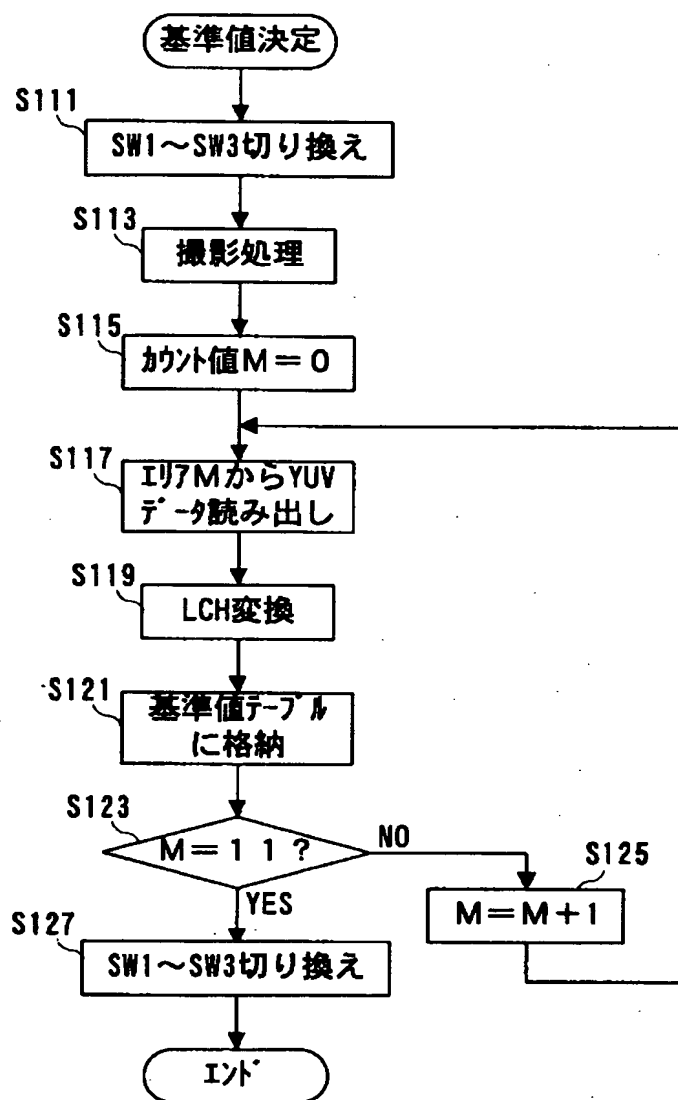 基準値決定
S111
SW1～SW3切り換え
S113
撮影処理
S115
ｶｳﾝﾄ値M＝0
S117
ｴﾘｱMからYUV
ﾃﾞｰﾀ読み出し
S119
LCH変換
S121
基準値ﾃｰﾌﾞﾙ
に格納
S123
M＝11？
NO
S125
M＝M＋1
YES
S127
SW1～SW3切り換え
ｴﾝﾄﾞ